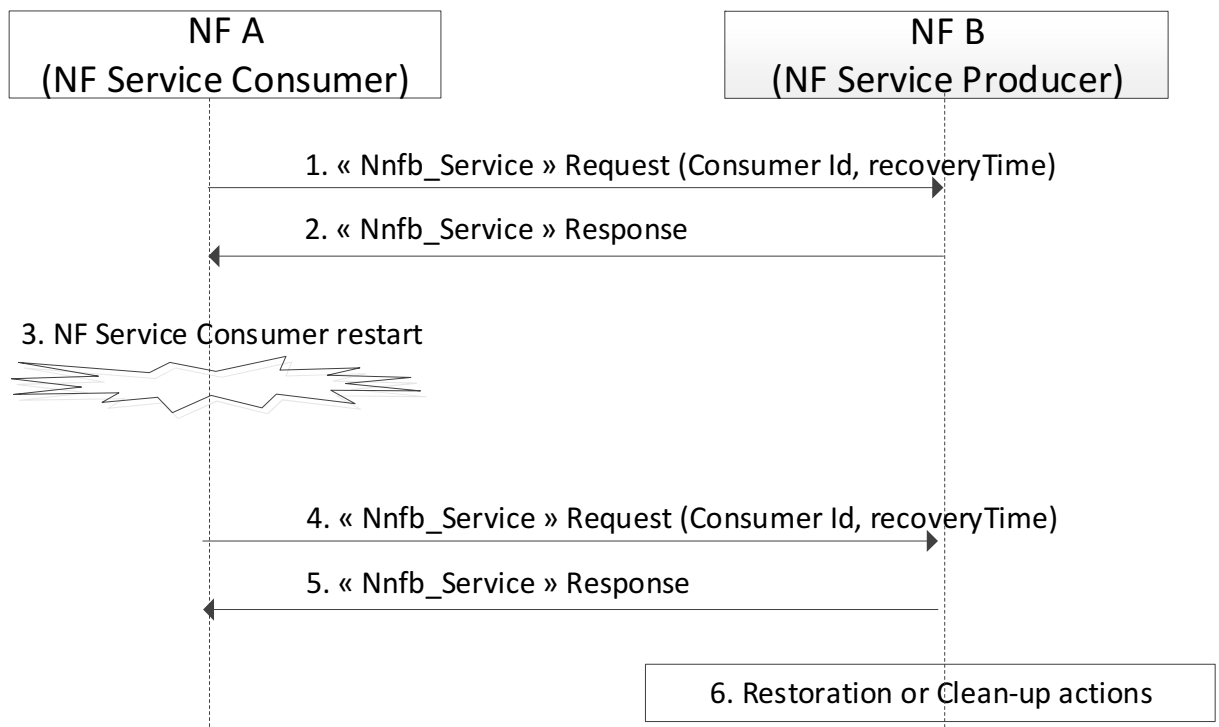 NF A
(NF Service Consumer)
NF B
(NF Service Producer)
1. « Nnfb_Service » Request (Consumer Id, recoveryTime)
2. « Nnfb_Service » Response
3. NF Service Consumer restart
4. « Nnfb_Service » Request (Consumer Id, recoveryTime)
5. « Nnfb_Service » Response
6. Restoration or Clean-up actions